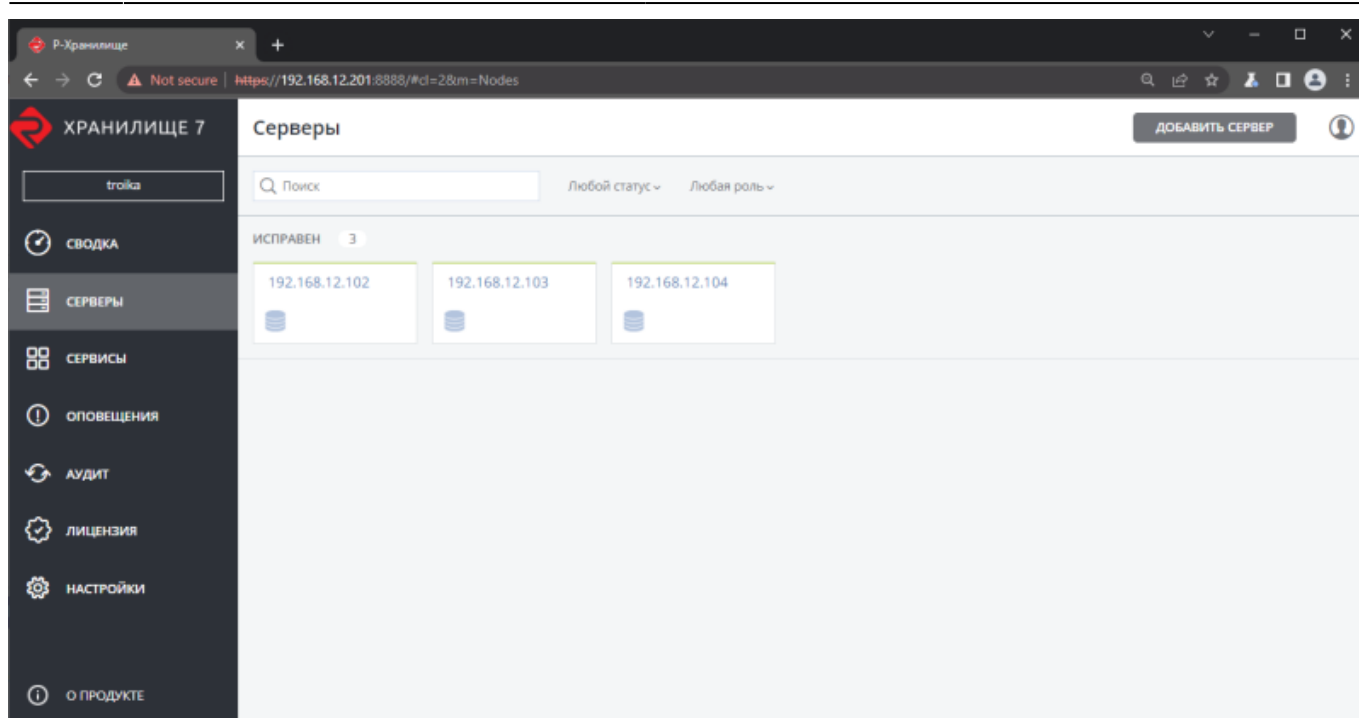 Р-Хранилище
Not secure | https://192.168.12.201:8888/#cl=2&m=Nodes
ХРАНИЛИЩЕ 7
Серверы
ДОБАВИТЬ СЕРВЕР
troika
Поиск
Любой статус
Любая роль
СВОДКА
ИСПРАВЕН 3
192.168.12.102
192.168.12.103
192.168.12.104
СЕРВЕРЫ
СЕРВИСЫ
ОПОВЕЩЕНИЯ
АУДИТ
ЛИЦЕНЗИЯ
НАСТРОЙКИ
О ПРОДУКТЕ